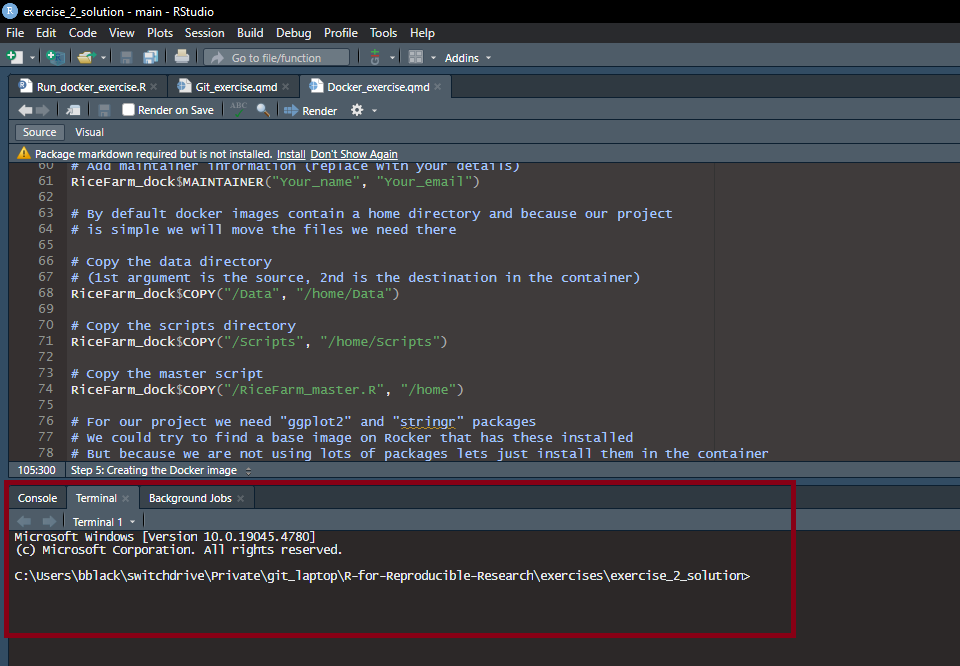 exercise_2_solution - main - RStudio
File Edit Code View Plots Session Build Debug Profile Tools Help
Go to file/function Addins
Run_docker_exercise.R Git_exercise.qmd Docker_exercise.qmd
Render on Save ABC Render
Source Visual
Package rmarkdown required but is not installed. Install Don't Show Again
60 # Add maintainer information (replace with your details)
61 RiceFarm_dock$MAINTAINER("Your_name", "Your_email")
62
63 # By default docker images contain a home directory and because our project
64 # is simple we will move the files we need there
65
66 # Copy the data directory
67 # (1st argument is the source, 2nd is the destination in the container)
68 RiceFarm_dock$COPY("/Data", "/home/Data")
69
70 # Copy the scripts directory
71 RiceFarm_dock$COPY("/Scripts", "/home/Scripts")
72
73 # Copy the master script
74 RiceFarm_dock$COPY("/RiceFarm_master.R", "/home")
75
76 # For our project we need "ggplot2" and "stringr" packages
77 # We could try to find a base image on Rocker that has these installed
78 # But because we are not using lots of packages lets just install them in the container
105:300 Step 5: Creating the Docker image
Console Terminal Background Jobs
Terminal 1
Microsoft Windows [Version 10.0.19045.4780]
(c) Microsoft Corporation. All rights reserved.
C:\Users\bblack\switchdrive\Private\git_laptop\R-for-Reproducible-Research\exercises\exercise_2_solution>